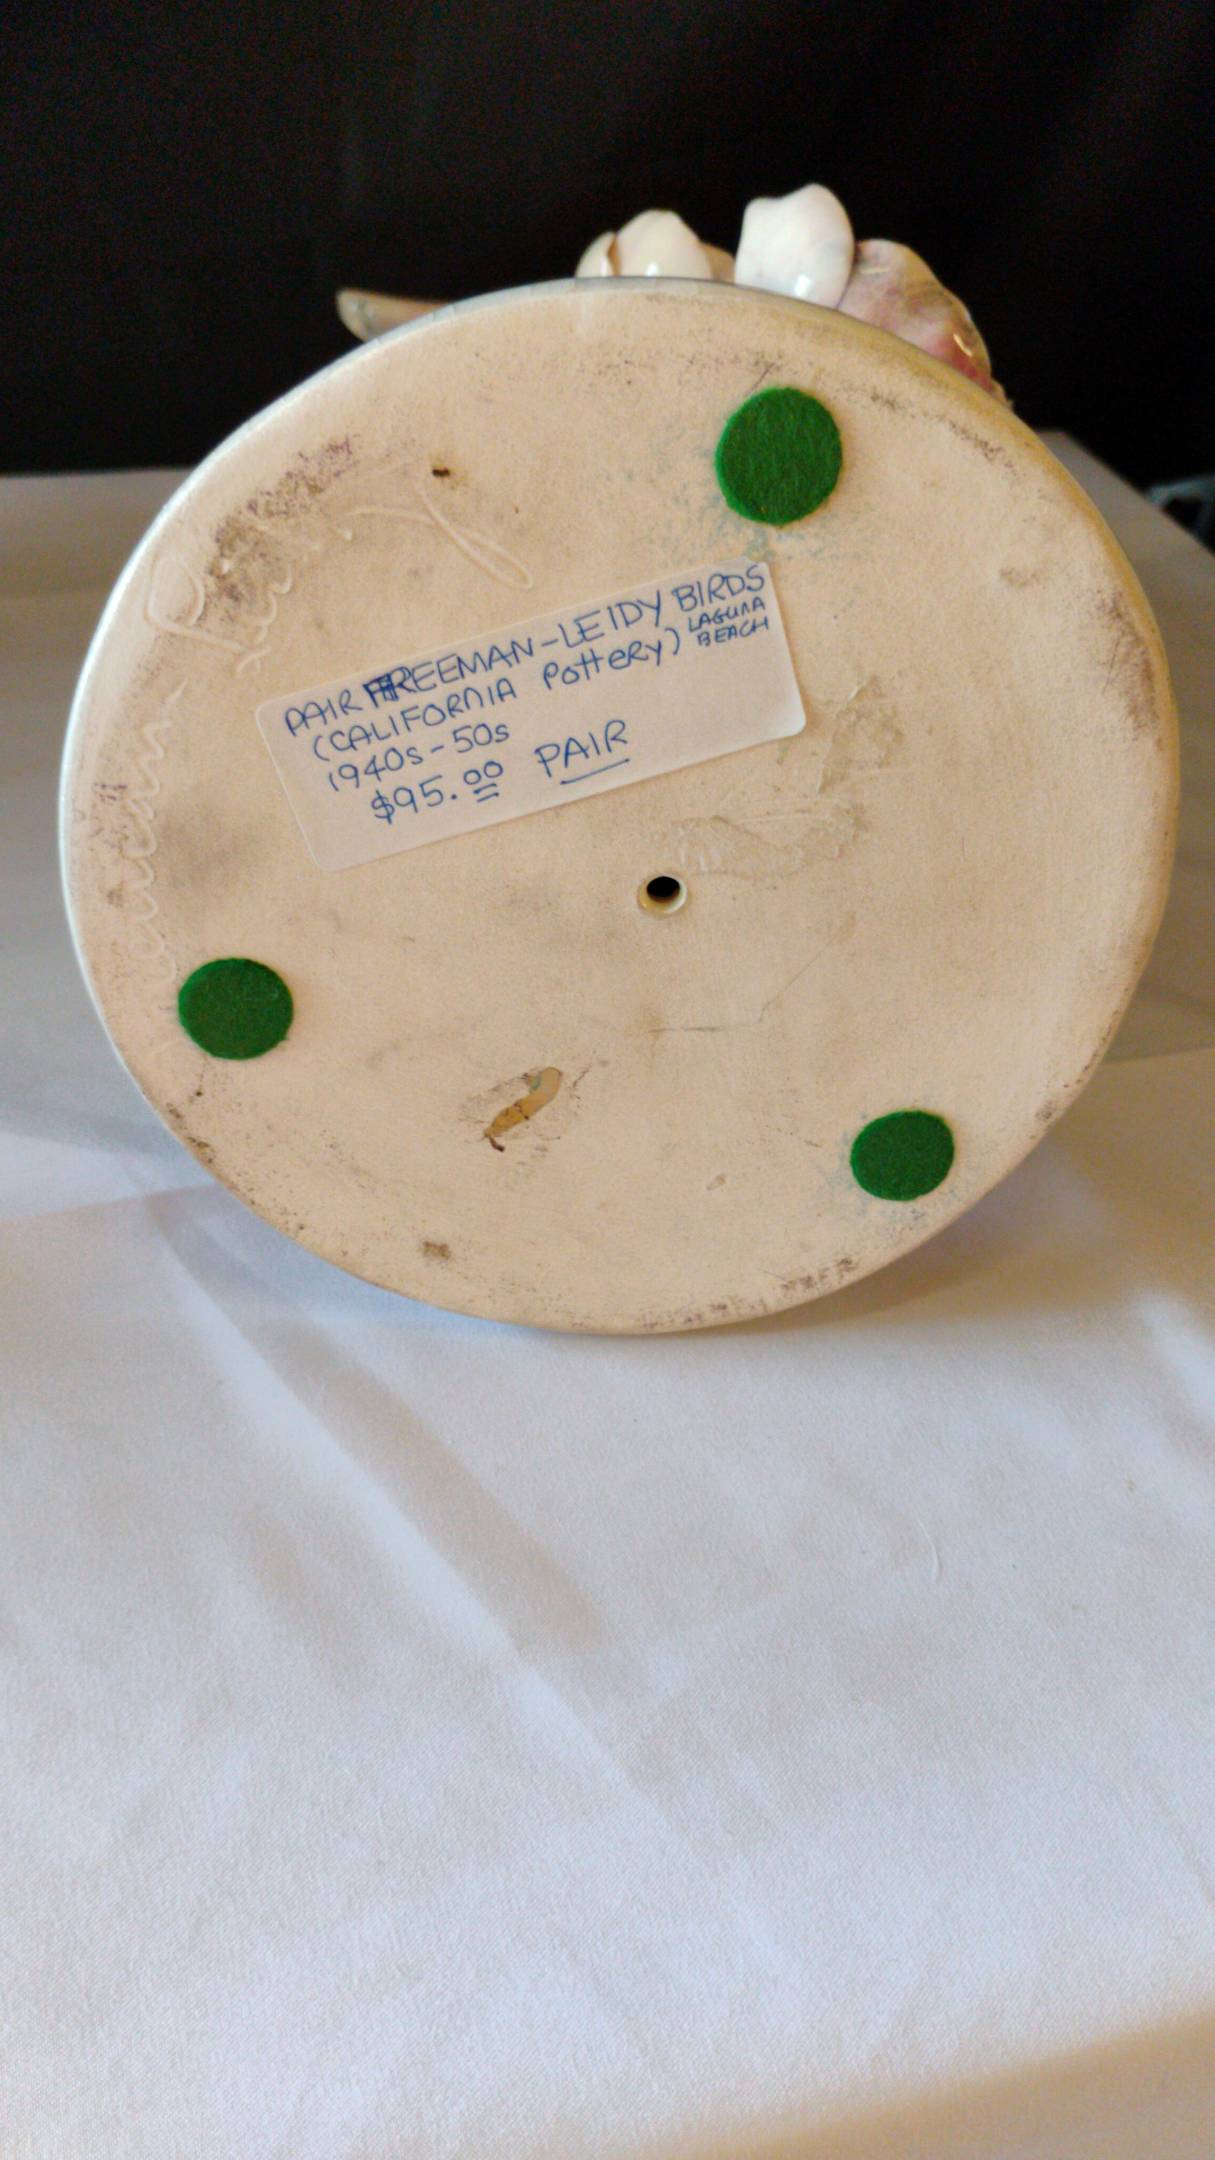 PAIR FREEMAN-LEIDY BIRDS
(CALIFORNIA POttERY) LAGUNA BEACH
1940s-50s
$95.00 PAIR